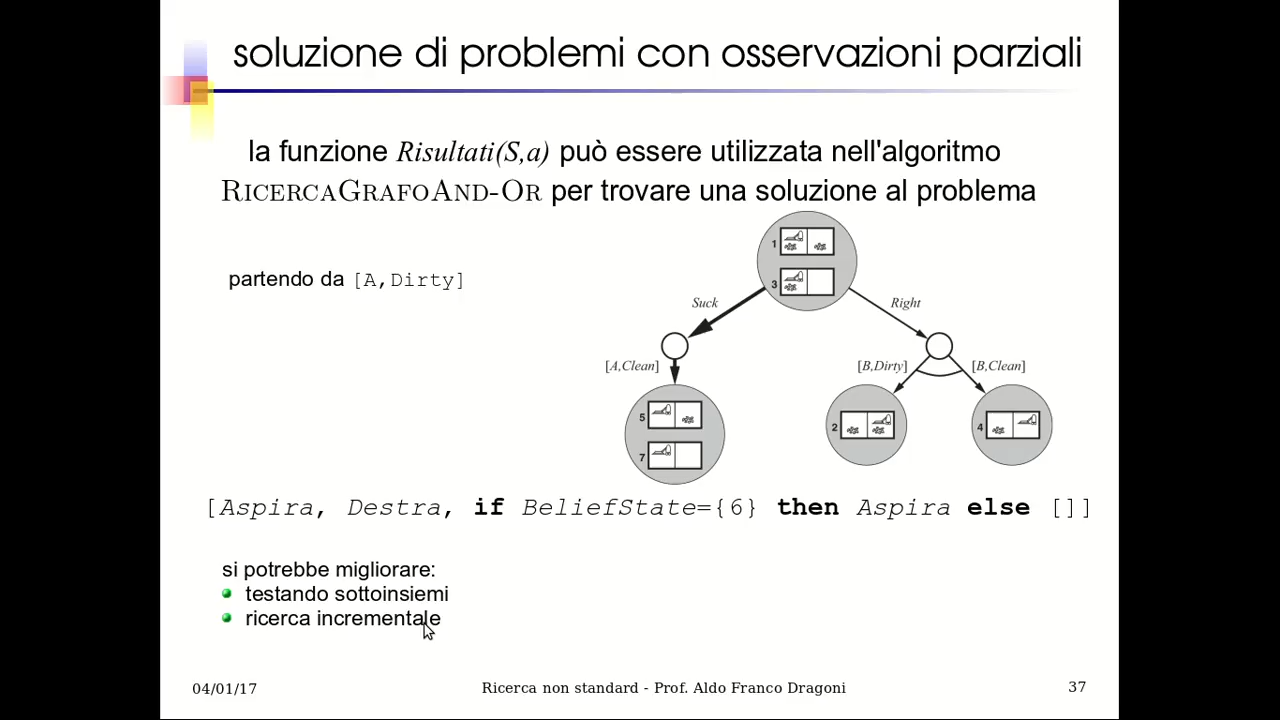 soluzione di problemi con osservazioni parziali
la funzione Risultati(S,a) può essere utilizzata nell'algoritmo
RICERCAGRAFOAND-OR per trovare una soluzione al problema
partendo da [A,Dirty]
1
3
Suck
Right
[A,Clean]
[B,Dirty]
[B,Clean]
5
7
2
4
[Aspira, Destra, if BeliefState={6} then Aspira else []]
si potrebbe migliorare:
testando sottoinsiemi
ricerca incrementale
04/01/17
Ricerca non standard - Prof. Aldo Franco Dragoni
37